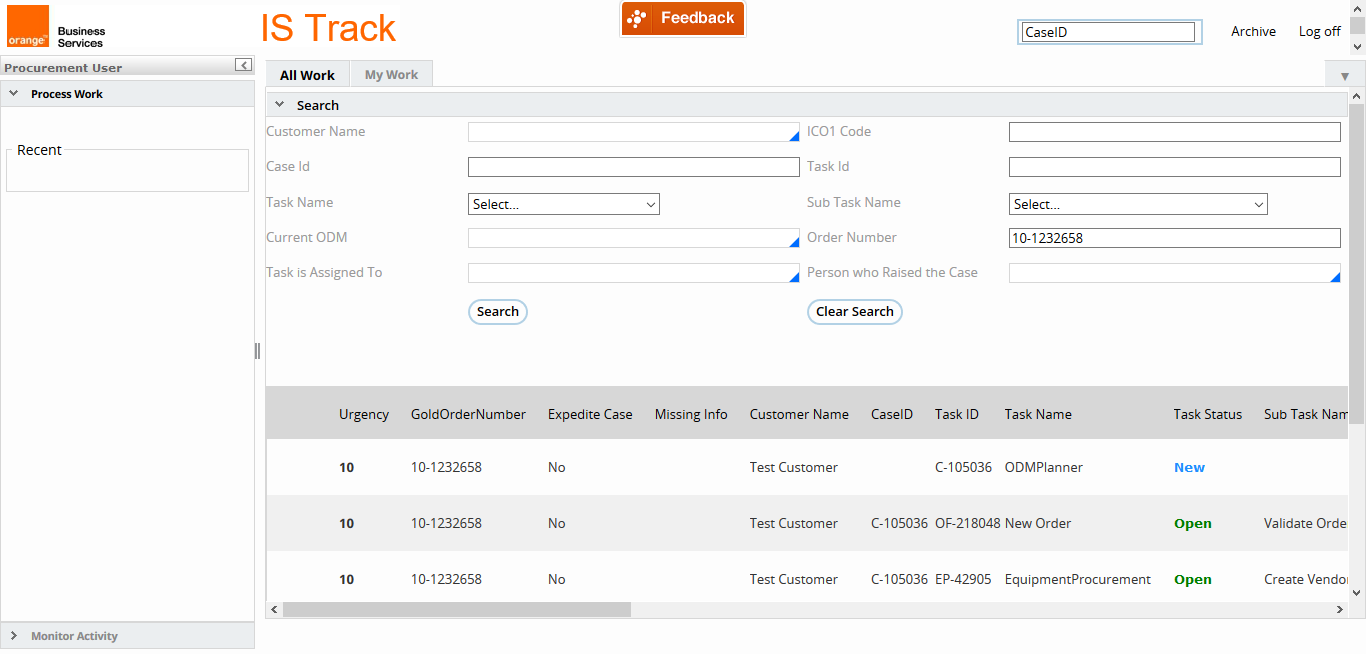 orange™ Business Services
IS Track
Feedback
CaseID
Archive Log off
Procurement User
Process Work
Recent
Monitor Activity
All Work My Work
Search
Customer Name ICO1 Code
Case Id Task Id
Task Name Select... Sub Task Name Select...
Current ODM Order Number 10-1232658
Task is Assigned To Person who Raised the Case
Search Clear Search
Urgency GoldOrderNumber Expedite Case Missing Info Customer Name CaseID Task ID Task Name Task Status Sub Task Nam
10 10-1232658 No Test Customer C-105036 ODMPlanner New
10 10-1232658 No Test Customer C-105036 OF-218048 New Order Open Validate Orde
10 10-1232658 No Test Customer C-105036 EP-42905 EquipmentProcurement Open Create Vendo